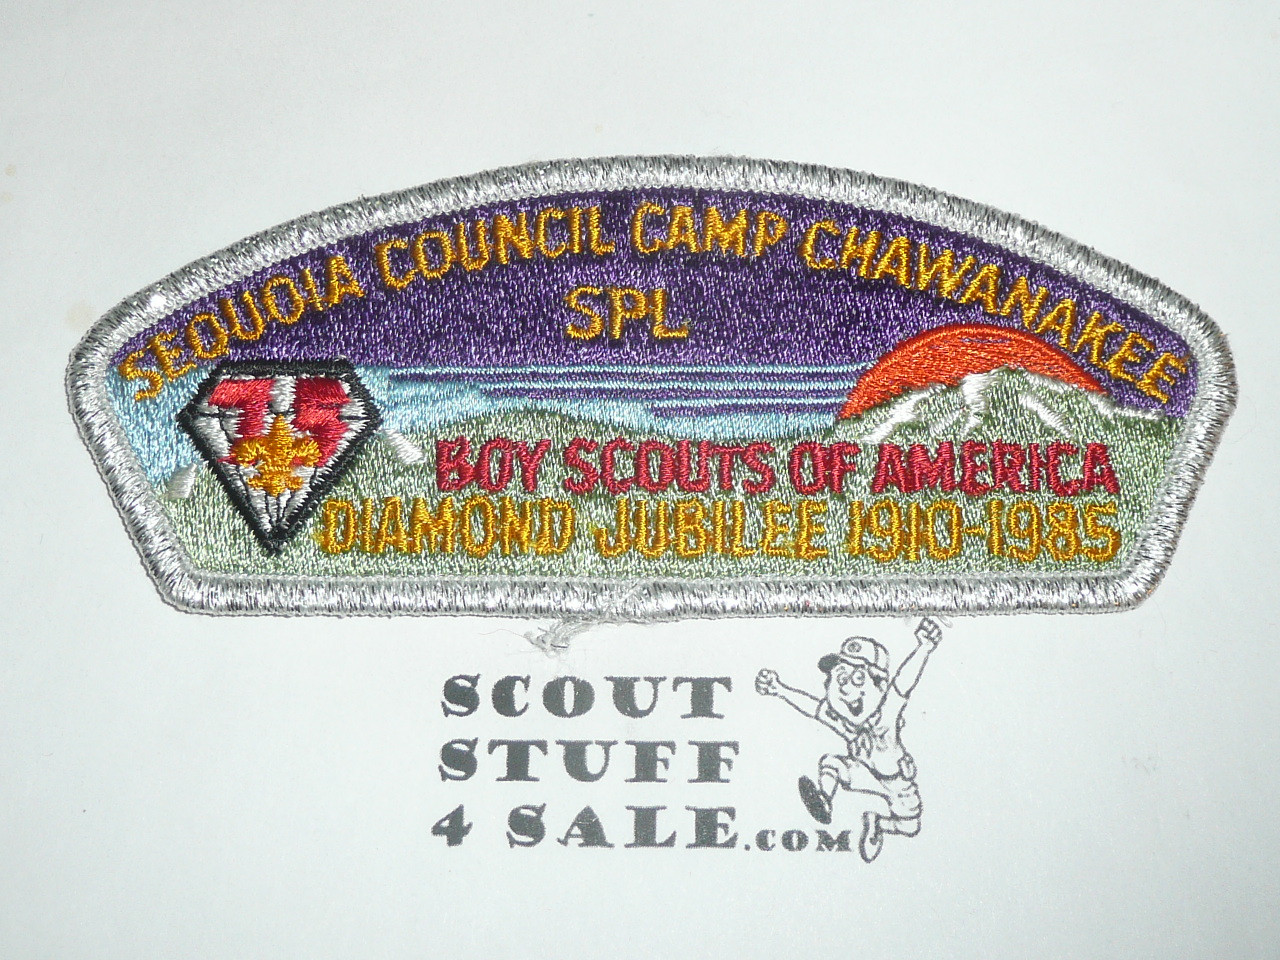 SEQUOIA COUNCIL CAMP CHAWANAKEE
SPL
75
BOY SCOUTS OF AMERICA
DIAMOND JUBILEE 1910-1985
SCOUT
STUFF
4 SALE.COM